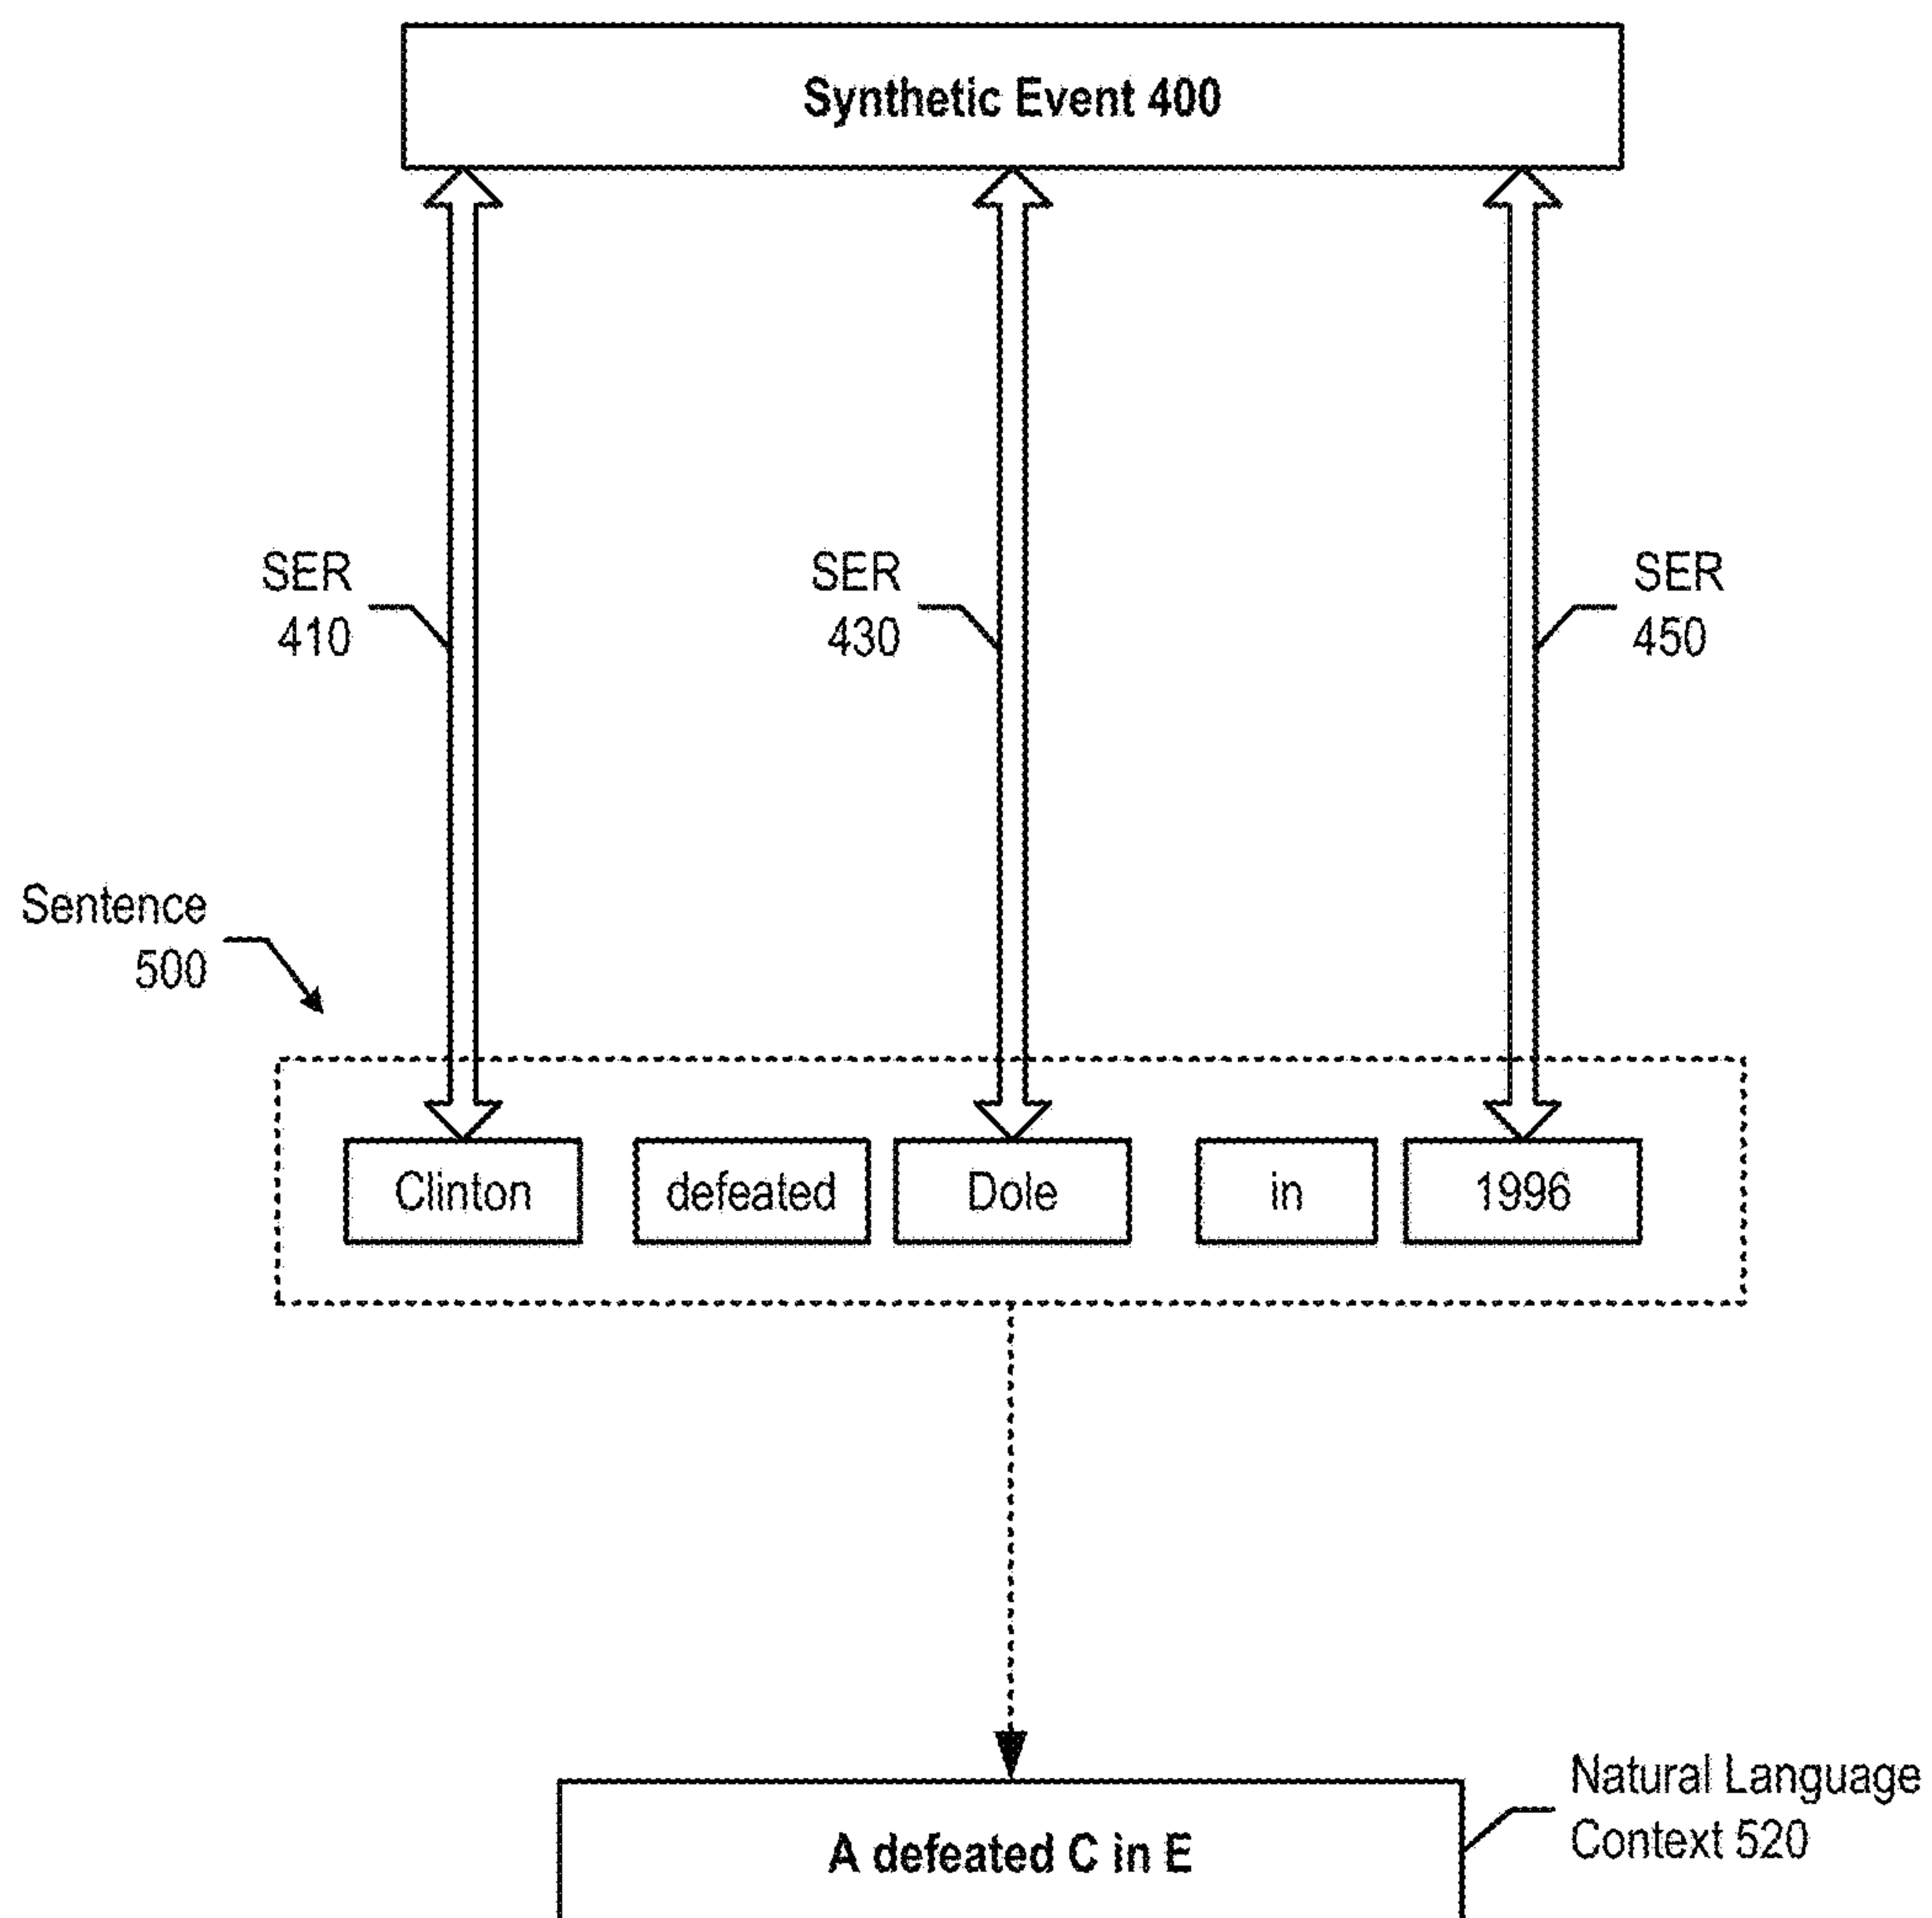 Synthetic Event 400
SER
410
SER
430
SER
450
Sentence
500
Clinton
defeated
Dole
in
1996
Natural Language
Context 520
A defeated C in E